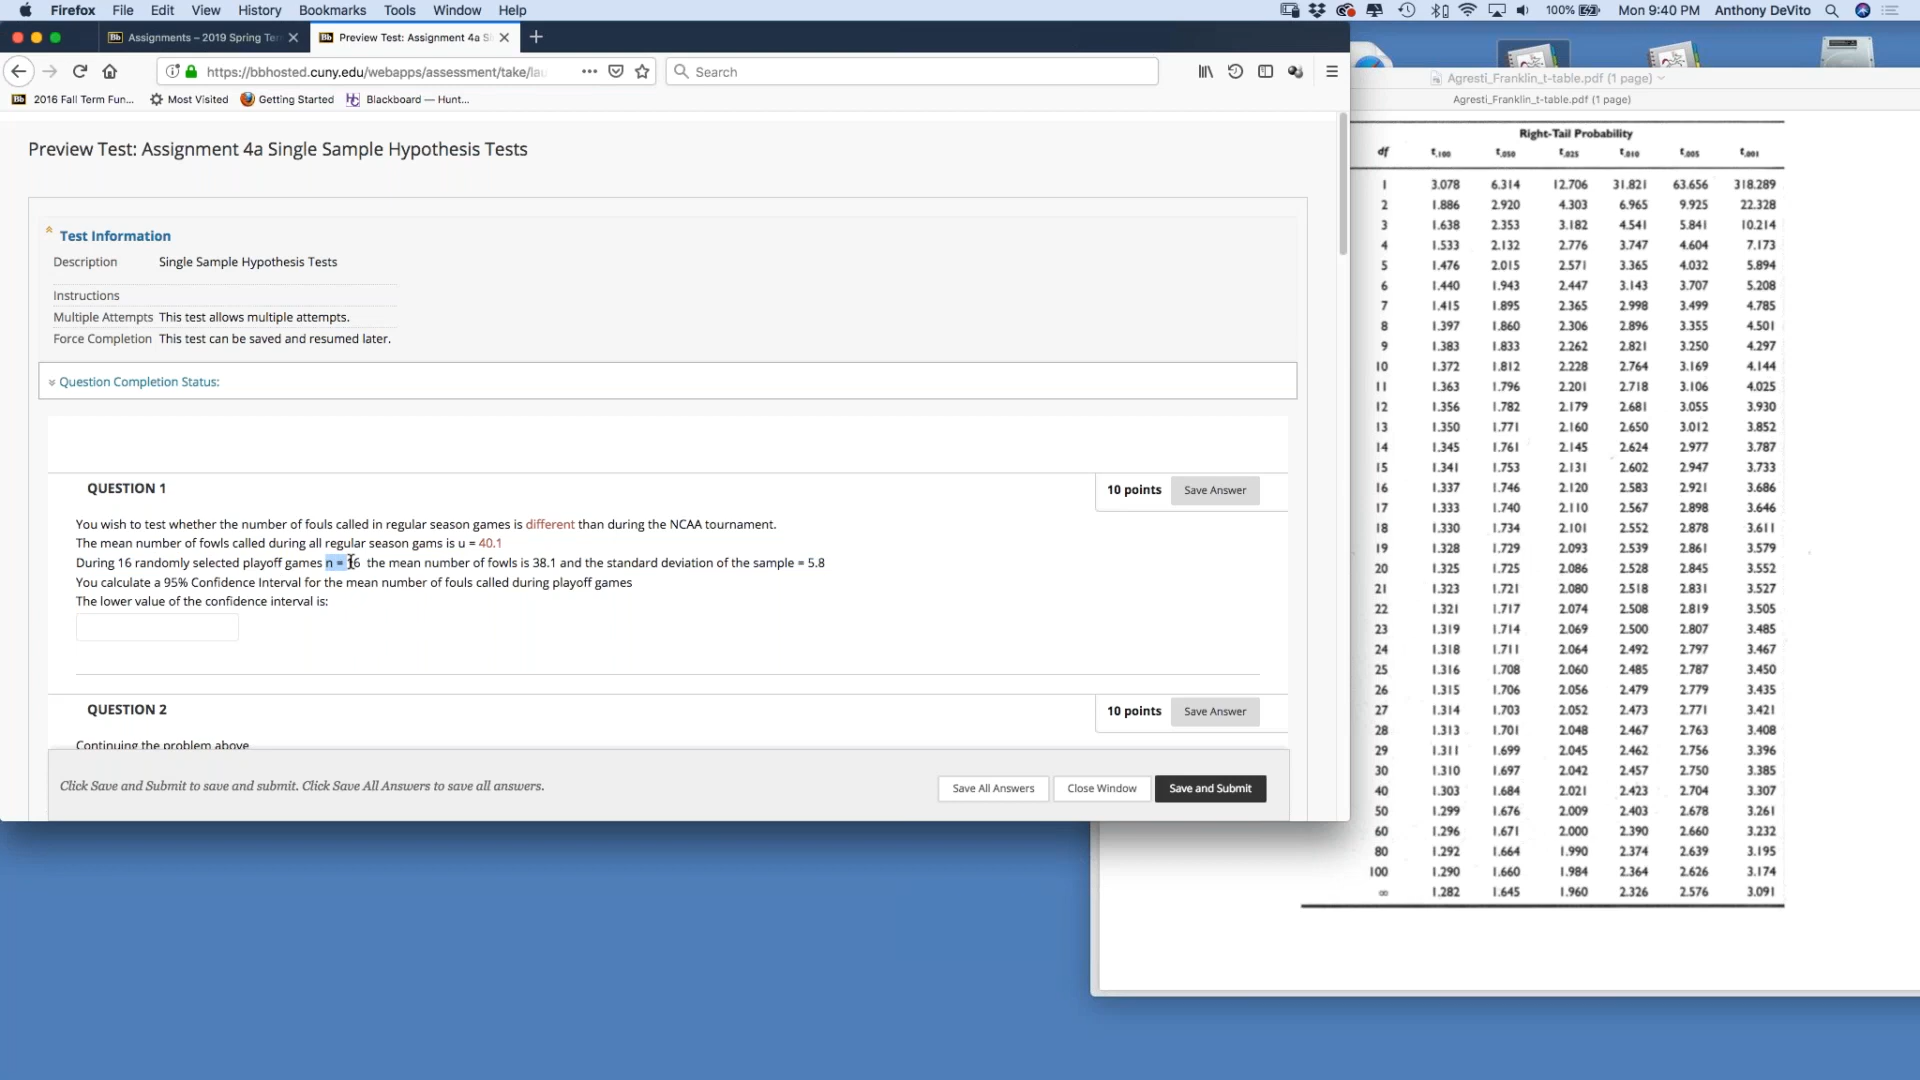 Firefox File Edit View History Bookmarks Tools Window Help
100% Mon 9:40 PM Anthony DeVito
Assignments – 2019 Spring Ter
Preview Test: Assignment 4a Si
https://bbhosted.cuny.edu/webapps/assessment/take/lau
Search
2016 Fall Term Fun... Most Visited Getting Started Blackboard — Hunt...
Preview Test: Assignment 4a Single Sample Hypothesis Tests
Test Information
Description Single Sample Hypothesis Tests
Instructions
Multiple Attempts This test allows multiple attempts.
Force Completion This test can be saved and resumed later.
Question Completion Status:
QUESTION 1
10 points Save Answer
You wish to test whether the number of fouls called in regular season games is different than during the NCAA tournament.
The mean number of fowls called during all regular season gams is u = 40.1
During 16 randomly selected playoff games n = 16 the mean number of fowls is 38.1 and the standard deviation of the sample = 5.8
You calculate a 95% Confidence Interval for the mean number of fouls called during playoff games
The lower value of the confidence interval is:
QUESTION 2
10 points Save Answer
Continuing the problem above
Click Save and Submit to save and submit. Click Save All Answers to save all answers.
Save All Answers Close Window Save and Submit
Agresti_Franklin_t-table.pdf (1 page)
Agresti_Franklin_t-table.pdf (1 page)
Right-Tail Probability
df t.100 t.050 t.025 t.010 t.005 t.001
1 3.078 6.314 12.706 31.821 63.656 318.289
2 1.886 2.920 4.303 6.965 9.925 22.328
3 1.638 2.353 3.182 4.541 5.841 10.214
4 1.533 2.132 2.776 3.747 4.604 7.173
5 1.476 2.015 2.571 3.365 4.032 5.894
6 1.440 1.943 2.447 3.143 3.707 5.208
7 1.415 1.895 2.365 2.998 3.499 4.785
8 1.397 1.860 2.306 2.896 3.355 4.501
9 1.383 1.833 2.262 2.821 3.250 4.297
10 1.372 1.812 2.228 2.764 3.169 4.144
11 1.363 1.796 2.201 2.718 3.106 4.025
12 1.356 1.782 2.179 2.681 3.055 3.930
13 1.350 1.771 2.160 2.650 3.012 3.852
14 1.345 1.761 2.145 2.624 2.977 3.787
15 1.341 1.753 2.131 2.602 2.947 3.733
16 1.337 1.746 2.120 2.583 2.921 3.686
17 1.333 1.740 2.110 2.567 2.898 3.646
18 1.330 1.734 2.101 2.552 2.878 3.611
19 1.328 1.729 2.093 2.539 2.861 3.579
20 1.325 1.725 2.086 2.528 2.845 3.552
21 1.323 1.721 2.080 2.518 2.831 3.527
22 1.321 1.717 2.074 2.508 2.819 3.505
23 1.319 1.714 2.069 2.500 2.807 3.485
24 1.318 1.711 2.064 2.492 2.797 3.467
25 1.316 1.708 2.060 2.485 2.787 3.450
26 1.315 1.706 2.056 2.479 2.779 3.435
27 1.314 1.703 2.052 2.473 2.771 3.421
28 1.313 1.701 2.048 2.467 2.763 3.408
29 1.311 1.699 2.045 2.462 2.756 3.396
30 1.310 1.697 2.042 2.457 2.750 3.385
40 1.303 1.684 2.021 2.423 2.704 3.307
50 1.299 1.676 2.009 2.403 2.678 3.261
60 1.296 1.671 2.000 2.390 2.660 3.232
80 1.292 1.664 1.990 2.374 2.639 3.195
100 1.290 1.660 1.984 2.364 2.626 3.174
∞ 1.282 1.645 1.960 2.326 2.576 3.091